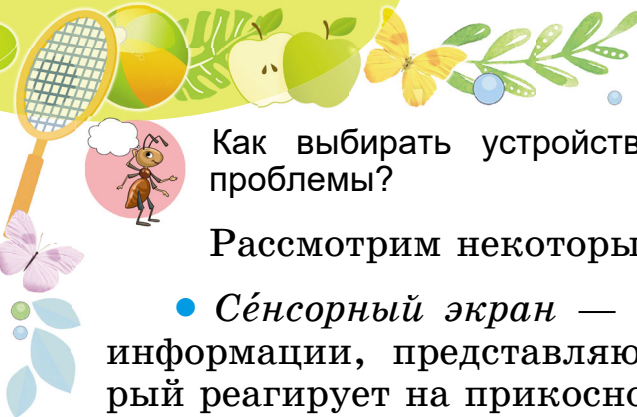 Как выбирать устройств
проблемы?
Рассмотрим некоторы
• Се́нсорный экран —
информации, представляю
рый реагирует на прикосно